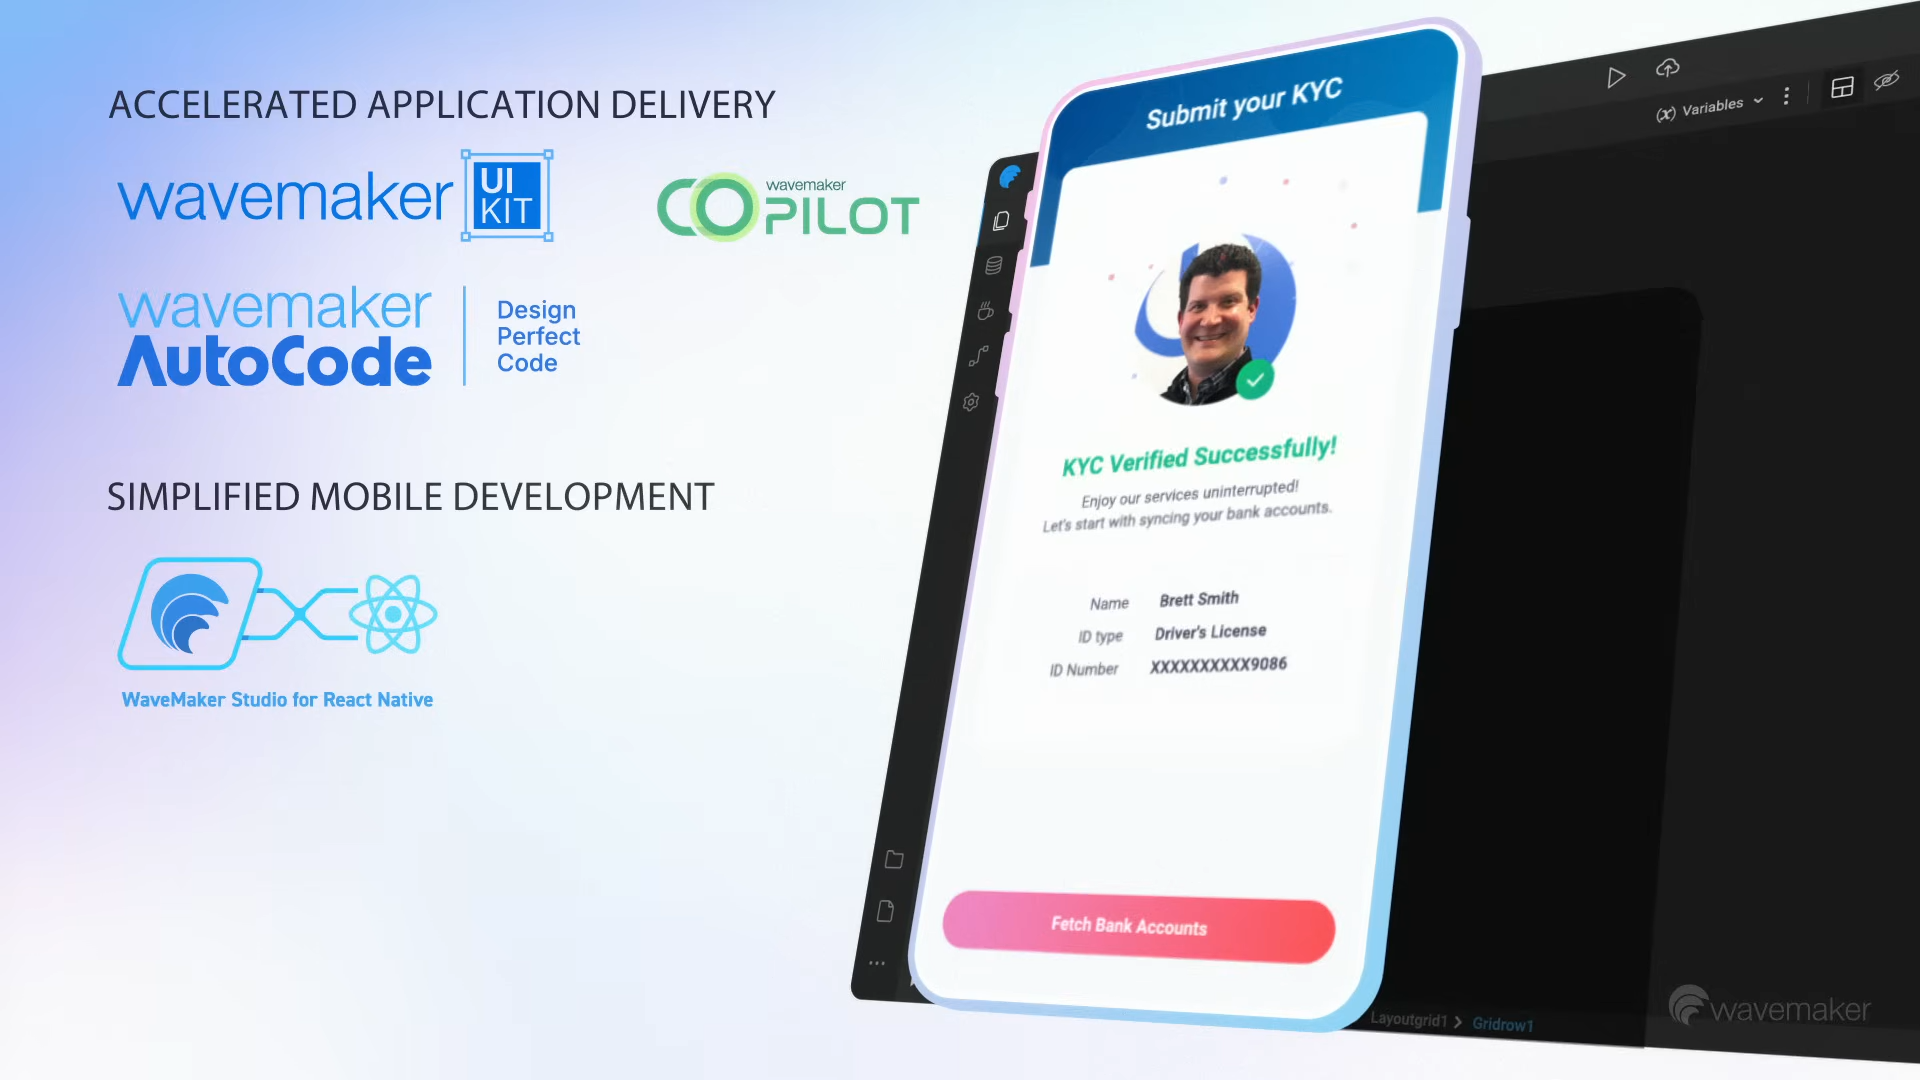 ACCELERATED APPLICATION DELIVERY
wavemaker UI KIT
wavemaker
COPILOT
wavemaker
AutoCode
Design
Perfect
Code
SIMPLIFIED MOBILE DEVELOPMENT
WaveMaker Studio for React Native
Submit your KYC
KYC Verified Successfully!
Enjoy our services uninterrupted!
Let's start with syncing your bank accounts.
Name Brett Smith
ID type Driver's License
ID Number XXXXXXXXXX9086
Fetch Bank Accounts
(x) Variables
Layoutgrid1 > Gridrow1
wavemaker